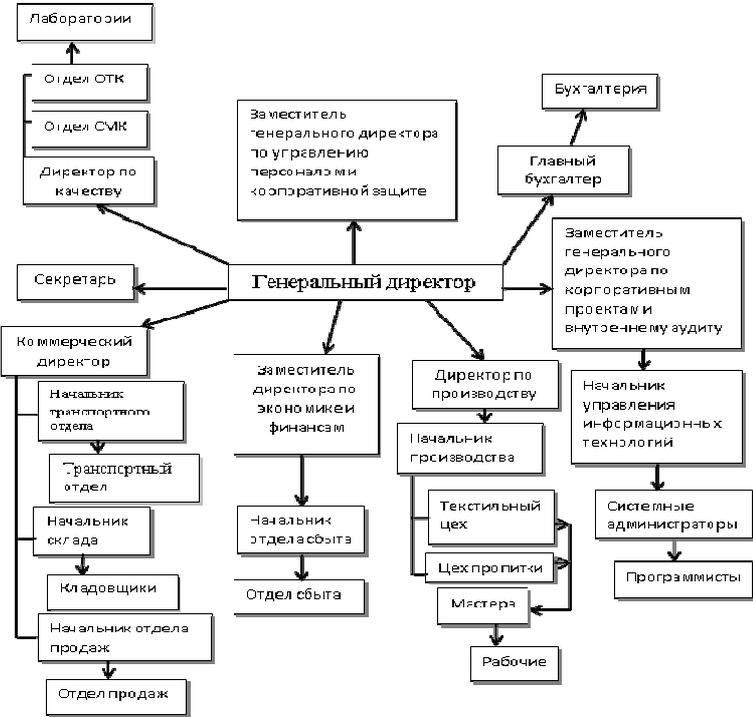 Лаборатории
Отдел ОТК
Отдел СМК
Директор по
качеству
Заместитель
генерального директора
по управлению
персоналом и
корпоративной защите
Бухгалтерия
Главный
бухгалтер
Заместитель
генерального
директора по
корпоративным
проектам и
внутреннему аудиту
Секретарь
Генеральный директор
Коммерческий
директор
Начальник
транспортного
отдела
Транспортный
отдел
Начальник
склада
Кладовщики
Начальник отдела
продаж
Отдел продаж
Заместитель
директора по
экономике и
финансам
Начальник
отдела сбыта
Отдел сбыта
Директор по
производству
Начальник
производства
Текстильный
цех
Цех пропитки
Мастера
Рабочие
Начальник
управления
информационных
технологий
Системные
администраторы
Программисты